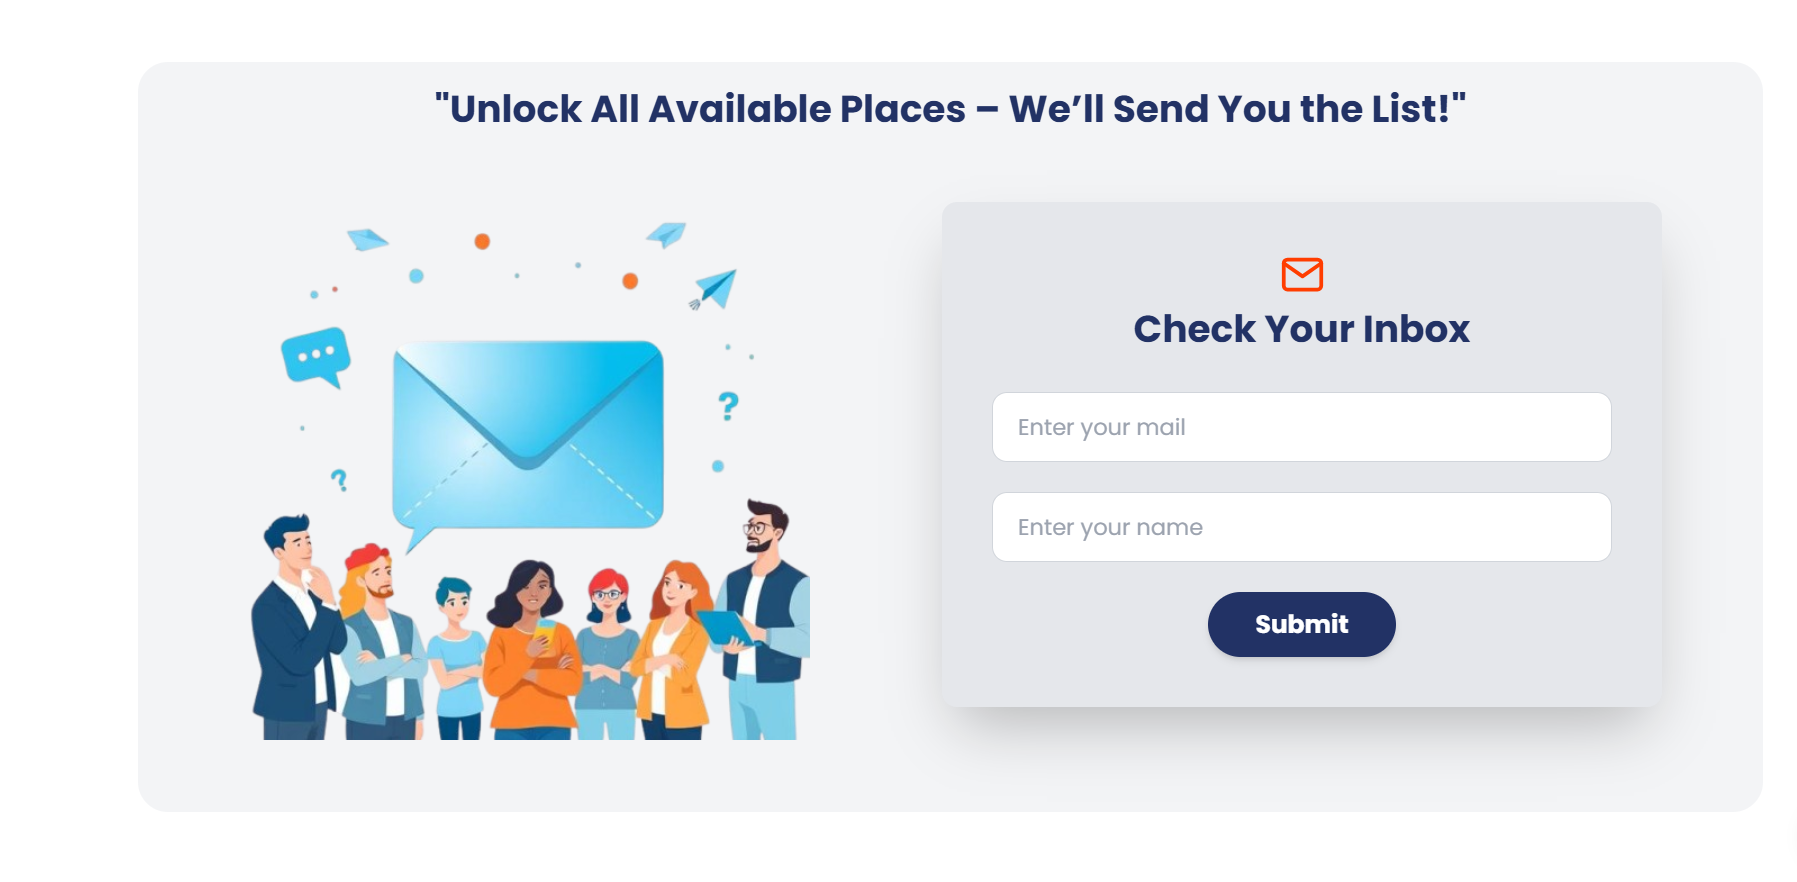 "Unlock All Available Places – We’ll Send You the List!"
Check Your Inbox
Enter your mail
Enter your name
Submit
?
?